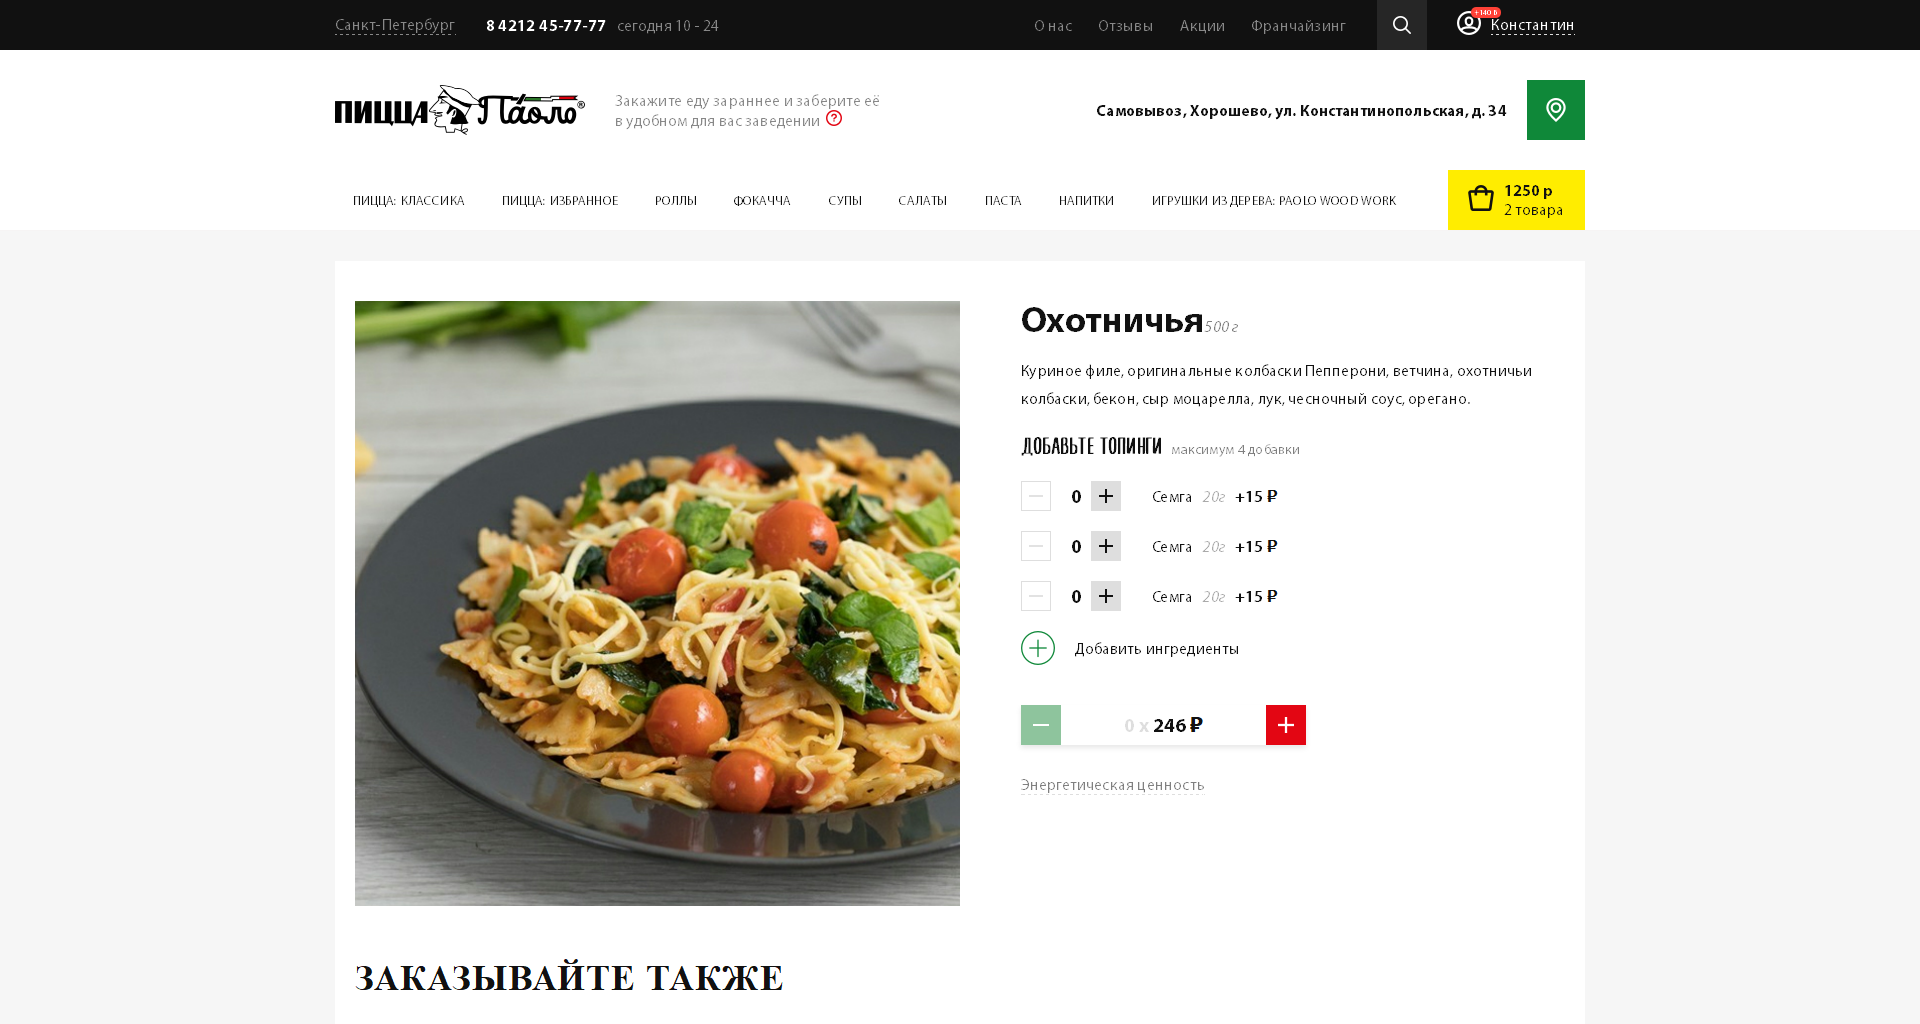 Санкт-Петербург
8 4212 45-77-77
сегодня 10 - 24
О нас
Отзывы
Акции
Франчайзинг
+140 ₽
Константин
ПИЦЦА Пáоло®
Закажите еду зараннее и заберите её
в удобном для вас заведении ?
Самовывоз, Хорошево, ул. Константинопольская, д. 34
ПИЦЦА: КЛАССИКА
ПИЦЦА: ИЗБРАННОЕ
РОЛЛЫ
ФОКАЧЧА
СУПЫ
САЛАТЫ
ПАСТА
НАПИТКИ
ИГРУШКИ ИЗ ДЕРЕВА: PAOLO WOOD WORK
1250 р
2 товара
Охотничья 500 г
Куриное филе, оригинальные колбаски Пепперони, ветчина, охотничьи
колбаски, бекон, сыр моцарелла, лук, чесночный соус, орегано.
ДОБАВЬТЕ ТОПИНГИ максимум 4 добавки
0 Семга 20г +15 ₽
0 Семга 20г +15 ₽
0 Семга 20г +15 ₽
Добавить ингредиенты
0 x 246 ₽
Энергетическая ценность
ЗАКАЗЫВАЙТЕ ТАКЖЕ